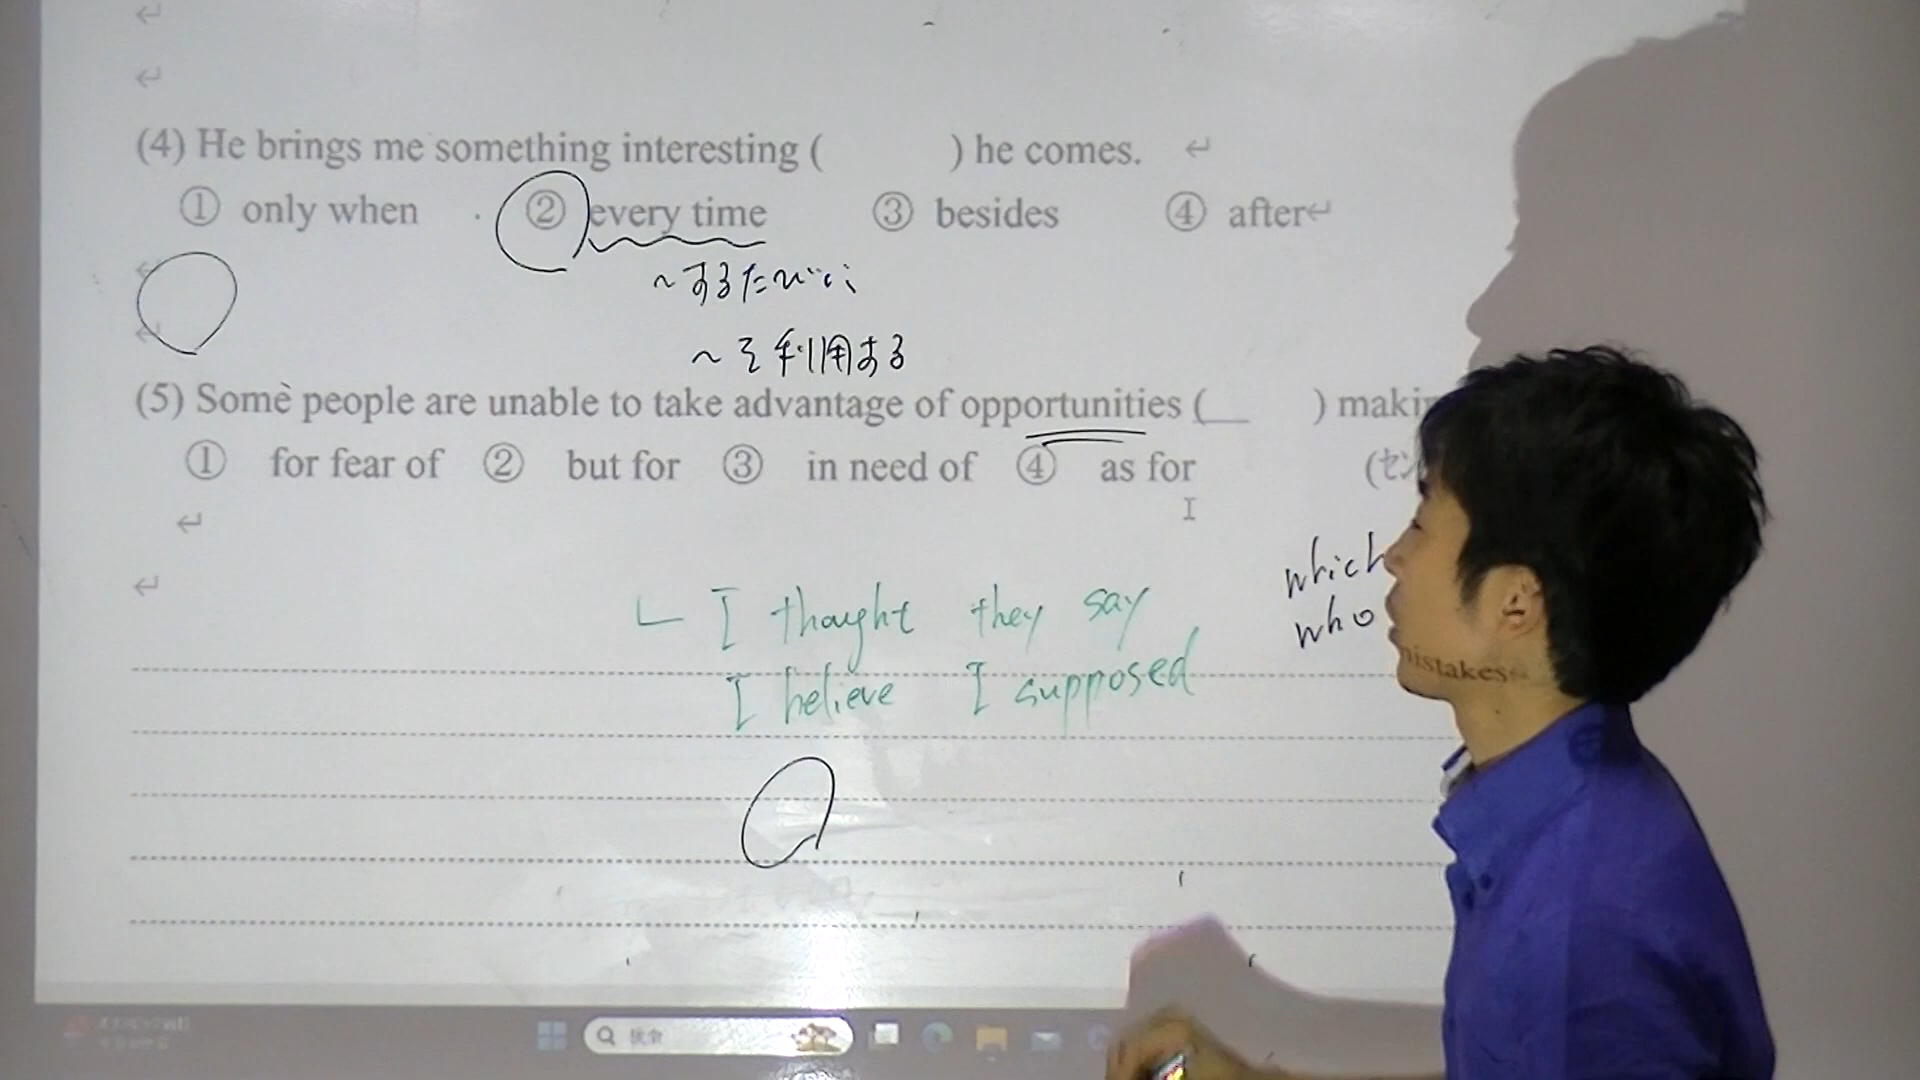 (4) He brings me something interesting (          ) he comes.
① only when ② every time ③ besides ④ after
~するたびに
~を利用する
(5) Some people are unable to take advantage of opportunities (          ) makin
① for fear of ② but for ③ in need of ④ as for (セン
which
who
I thought they say
mistakes
I believe I supposed